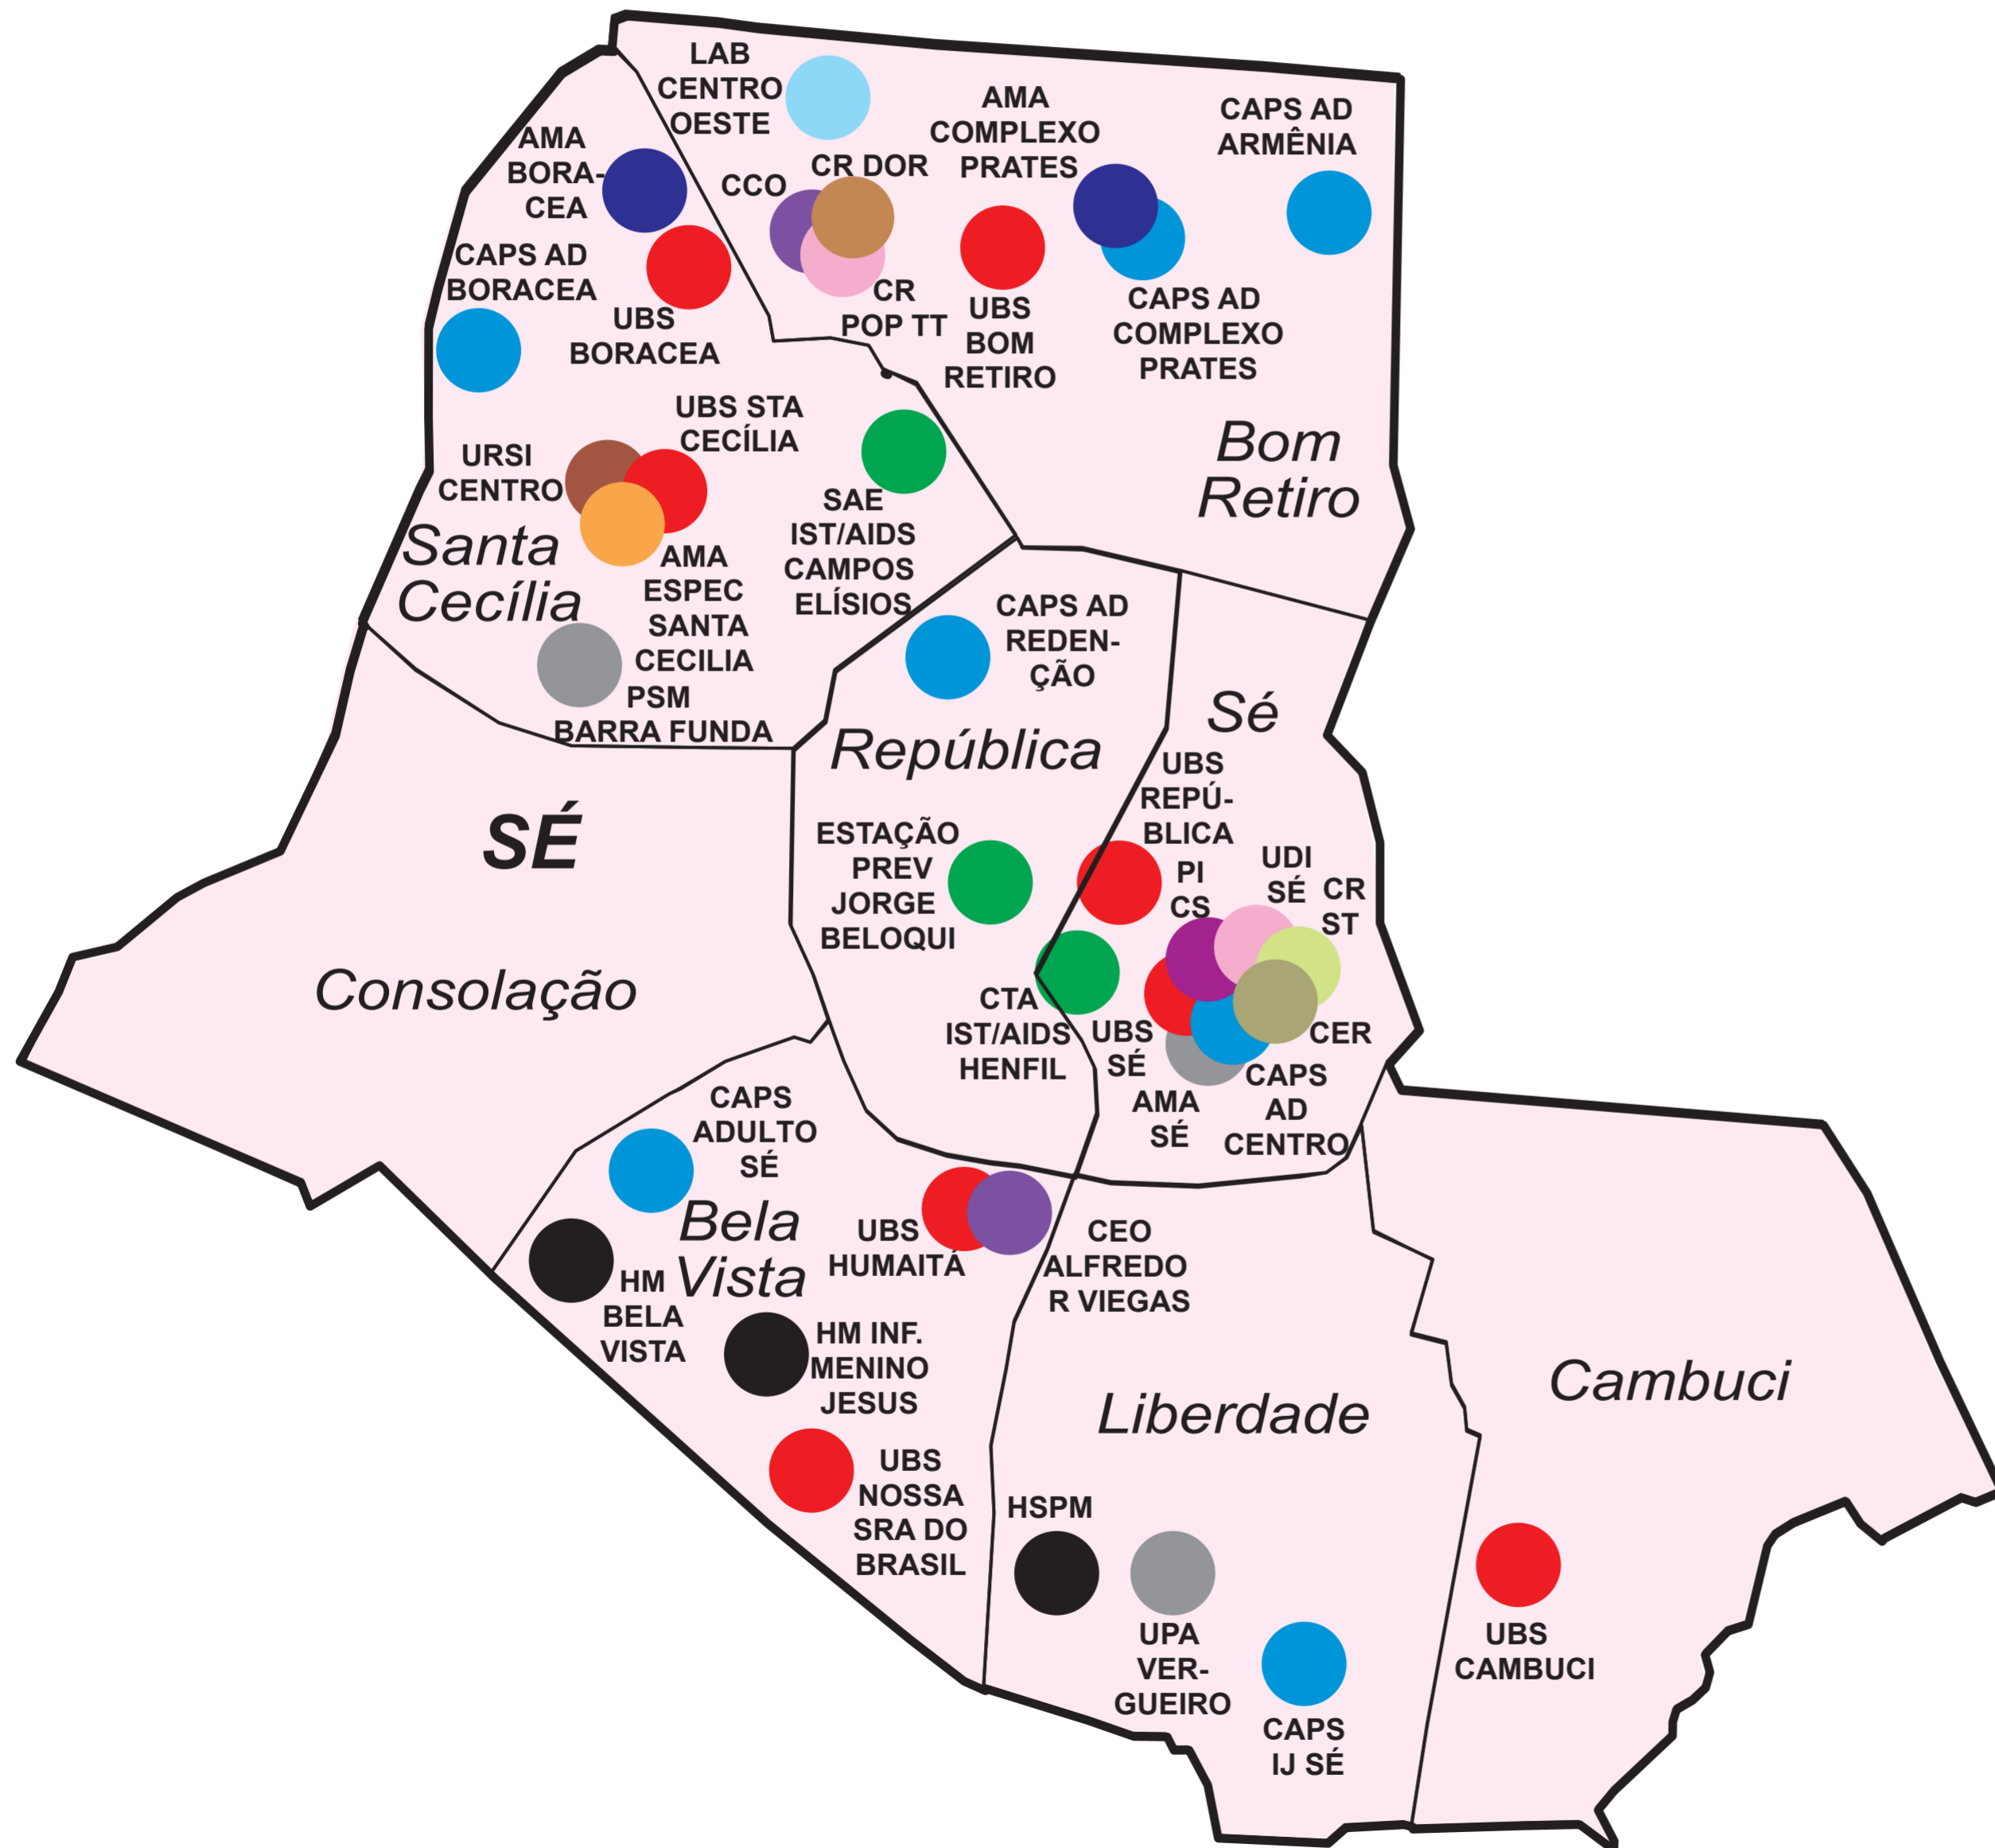 LAB
CENTRO
OESTE
AMA
COMPLEXO
PRATES
CAPS AD
ARMÊNIA
AMA
BORA-
CEA
CCO
CR DOR
CAPS AD
BORACEA
UBS
BORACEA
CR
POP TT
UBS
BOM
RETIRO
CAPS AD
COMPLEXO
PRATES
UBS STA
CECÍLIA
URSI
CENTRO
SAE
IST/AIDS
CAMPOS
ELÍSIOS
Bom
Retiro
Santa
Cecília
AMA
ESPEC
SANTA
CECILIA
PSM
BARRA FUNDA
CAPS AD
REDEN-
ÇÃO
República
Sé
SÉ
Consolação
UBS
REPÚ-
BLICA
ESTAÇÃO
PREV
JORGE
BELOQUI
PI
CS
UDI
SÉ
CR
ST
CTA
IST/AIDS
HENFIL
UBS
SÉ
CER
AMA
SÉ
CAPS
AD
CENTRO
CAPS
ADULTO
SÉ
Bela
Vista
UBS
HUMAITÁ
CEO
ALFREDO
R VIEGAS
HM
BELA
VISTA
HM INF.
MENINO
JESUS
UBS
NOSSA
SRA DO
BRASIL
Liberdade
Cambuci
HSPM
UPA
VER-
GUEIRO
CAPS
IJ SÉ
UBS
CAMBUCI